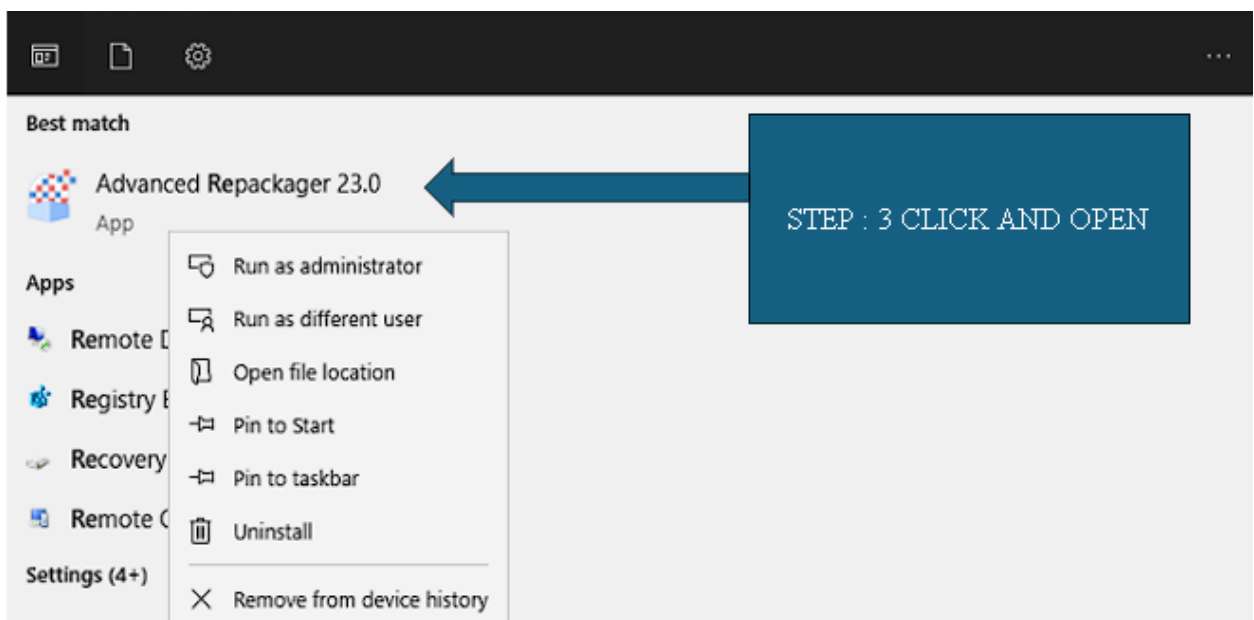 Best match
Advanced Repackager 23.0
App
STEP : 3 CLICK AND OPEN
Run as administrator
Apps
Run as different user
Remote
Open file location
Registry
Pin to Start
Recovery
Pin to taskbar
Remote
Uninstall
Settings (4+)
Remove from device history